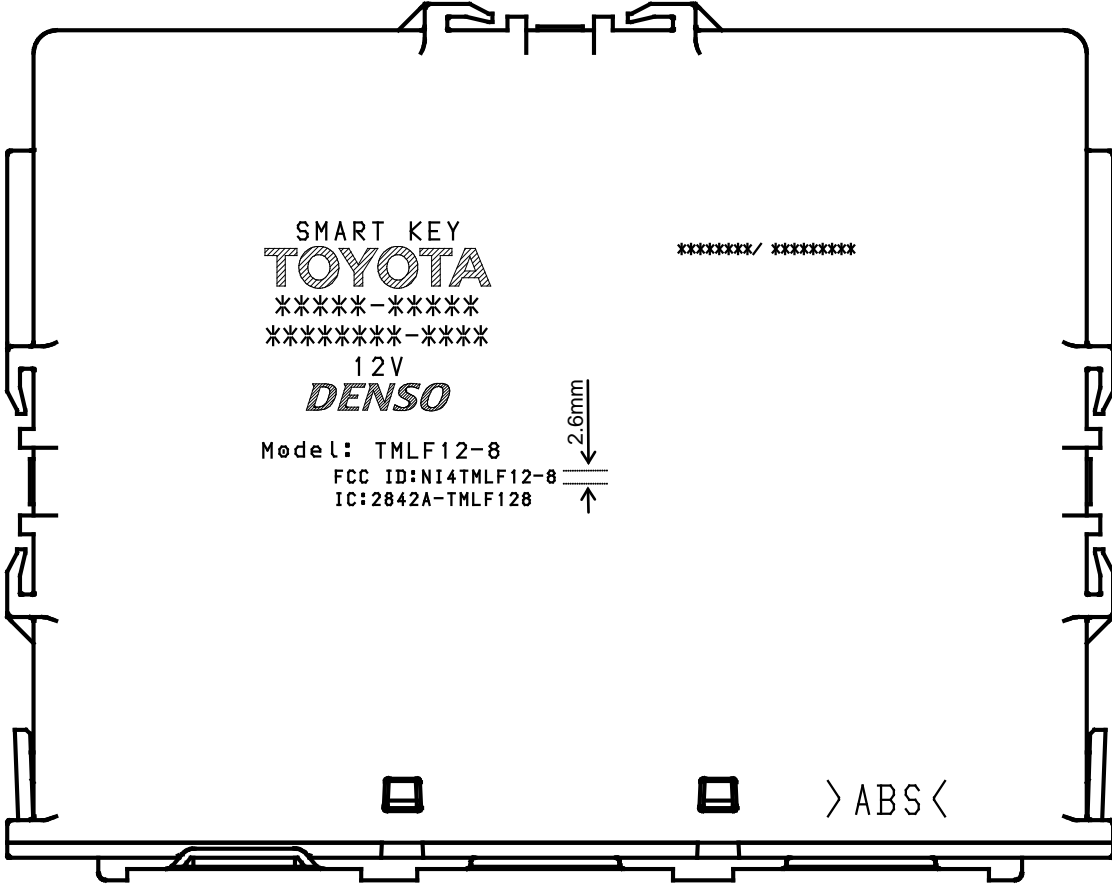 SMART KEY
TOYOTA
*****-*****
********-****
12V
DENSO
Model: TMLF12-8
FCC ID:NI4TMLF12-8
IC:2842A-TMLF128
********/ *********
2.6mm
>ABS<